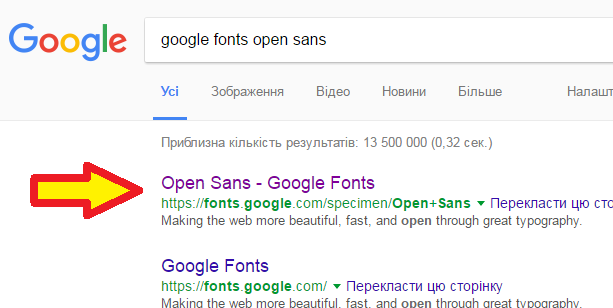 Google
google fonts open sans
Усі Зображення Відео Новини Більше Налашт
Приблизна кількість результатів: 13 500 000 (0,32 сек.)
Open Sans - Google Fonts
https://fonts.google.com/specimen/Open+Sans Перекласти цю сто
Making the web more beautiful, fast, and open through great typography.
Google Fonts
https://fonts.google.com/ Перекласти цю сторінку
Making the web more beautiful, fast, and open through great typography.